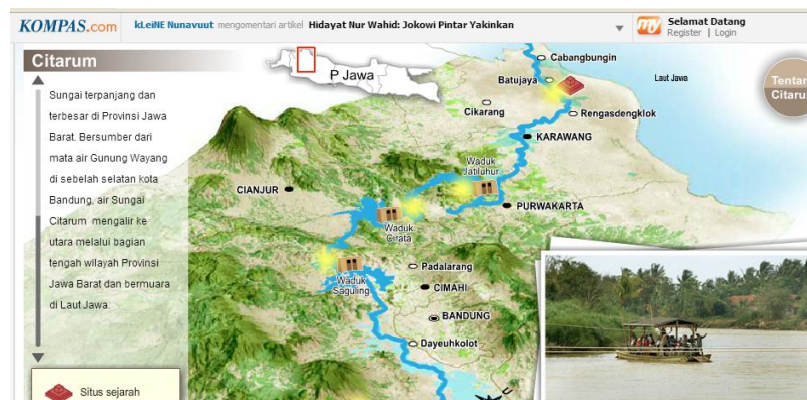 KOMPAS.com
kLeiNE Nunavuut mengomentari artikel Hidayat Nur Wahid: Jokowi Pintar Yakinkan
my
Selamat Datang
Register | Login
Citarum
Sungai terpanjang dan
terbesar di Provinsi Jawa
Barat. Bersumber dari
mata air Gunung Wayang
di sebelah selatan kota
Bandung, air Sungai
Citarum mengalir ke
utara melalui bagian
tengah wilayah Provinsi
Jawa Barat dan bermuara
di Laut Jawa.
Situs sejarah
P Jawa
Cabangbungin
Batujaya
Laut Jawa
Tentan
Citaru
Cikarang
Rengasdengklok
KARAWANG
Waduk
Jatiluhur
CIANJUR
PURWAKARTA
Waduk
Cirata
Padalarang
Waduk
Saguling
CIMAHI
BANDUNG
Dayeuhkolot
U